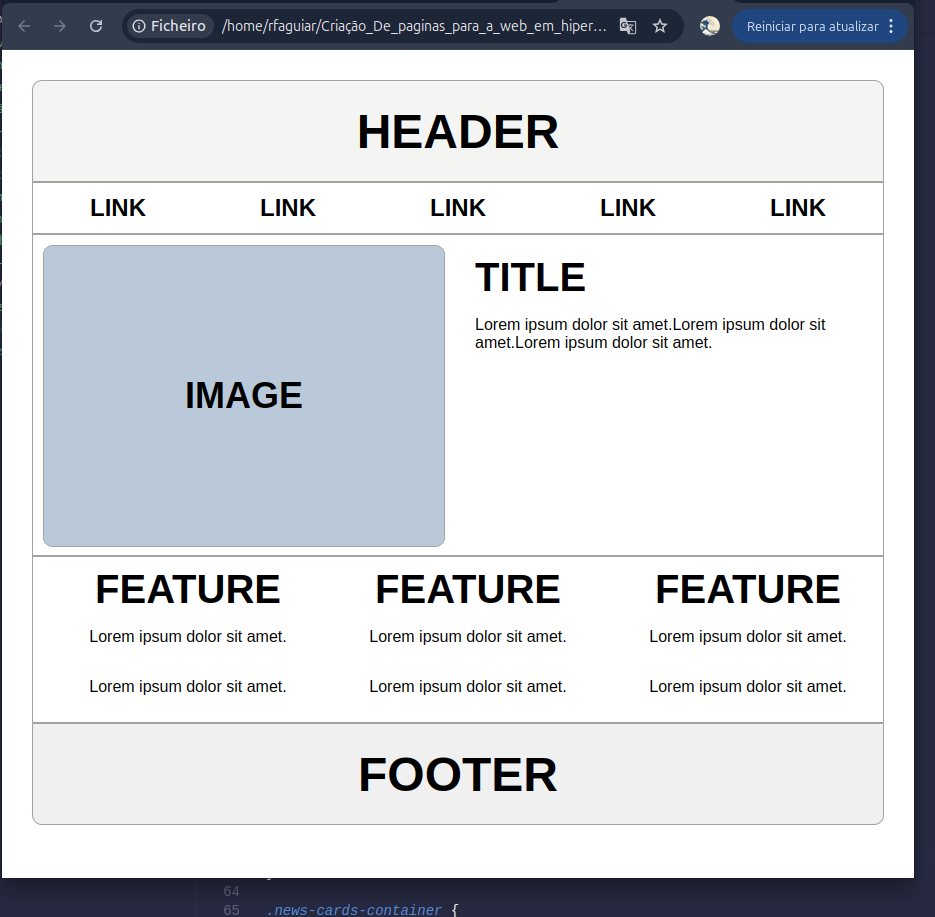 Ficheiro /home/rfaguiar/Criação_De_paginas_para_a_web_em_hiper... Reiniciar para atualizar
HEADER
LINK LINK LINK LINK LINK
TITLE
Lorem ipsum dolor sit amet.Lorem ipsum dolor sit
amet.Lorem ipsum dolor sit amet.
IMAGE
FEATURE FEATURE FEATURE
Lorem ipsum dolor sit amet. Lorem ipsum dolor sit amet. Lorem ipsum dolor sit amet.
Lorem ipsum dolor sit amet. Lorem ipsum dolor sit amet. Lorem ipsum dolor sit amet.
FOOTER
64
65 .news-cards-container {